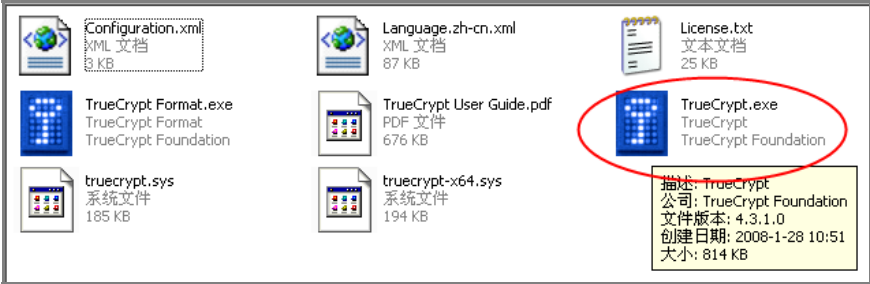 Configuration.xml
XML 文档
3 KB
Language.zh-cn.xml
XML 文档
87 KB
License.txt
文本文档
25 KB
TrueCrypt Format.exe
TrueCrypt Format
TrueCrypt Foundation
TrueCrypt User Guide.pdf
PDF 文件
676 KB
TrueCrypt.exe
TrueCrypt
TrueCrypt Foundation
truecrypt.sys
系统文件
185 KB
truecrypt-x64.sys
系统文件
194 KB
描述: TrueCrypt
公司: TrueCrypt Foundation
文件版本: 4.3.1.0
创建日期: 2008-1-28 10:51
大小: 814 KB